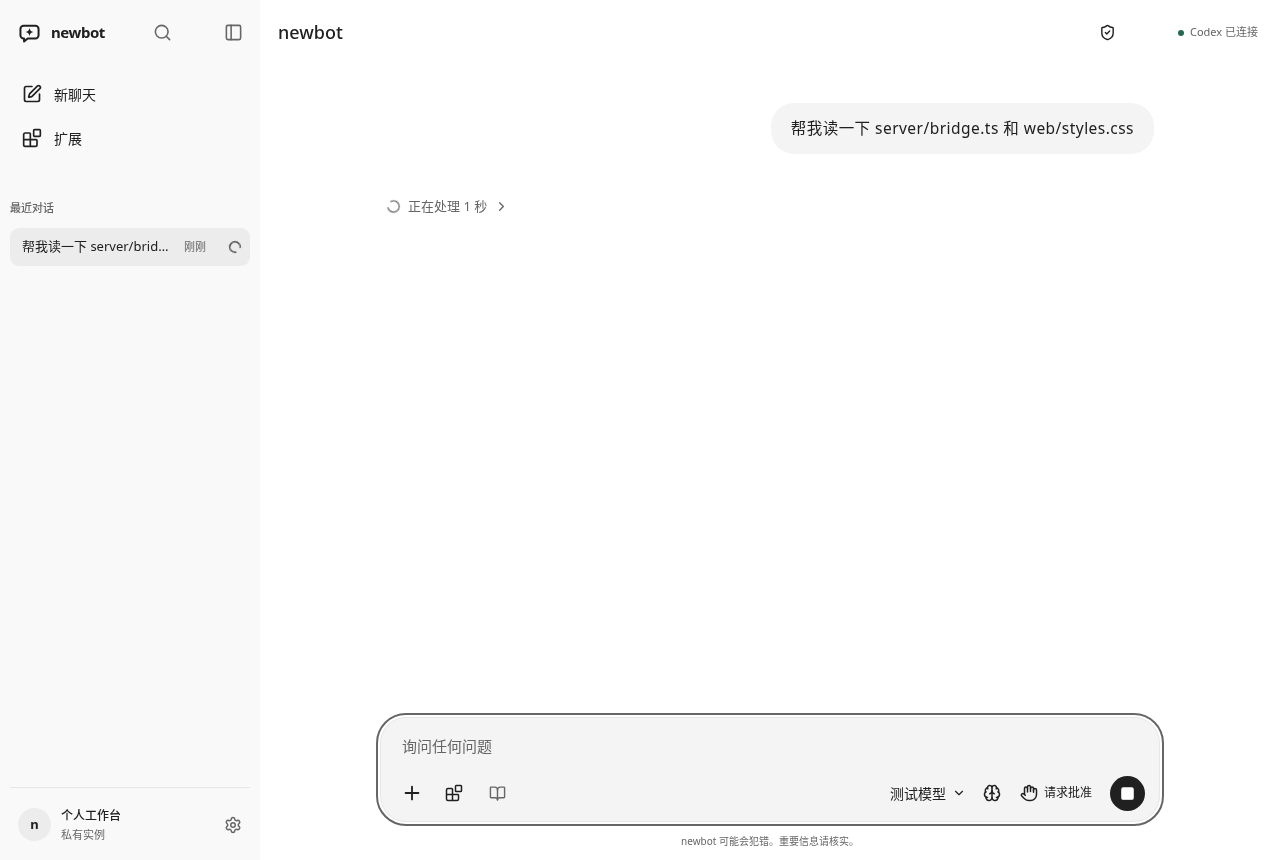 newbot
newbot
Codex 已连接
新聊天
扩展
帮我读一下 server/bridge.ts 和 web/styles.css
最近对话
正在处理 1 秒
帮我读一下 server/brid... 刚刚
询问任何问题
测试模型
请求批准
n
个人工作台
私有实例
newbot 可能会犯错。重要信息请核实。